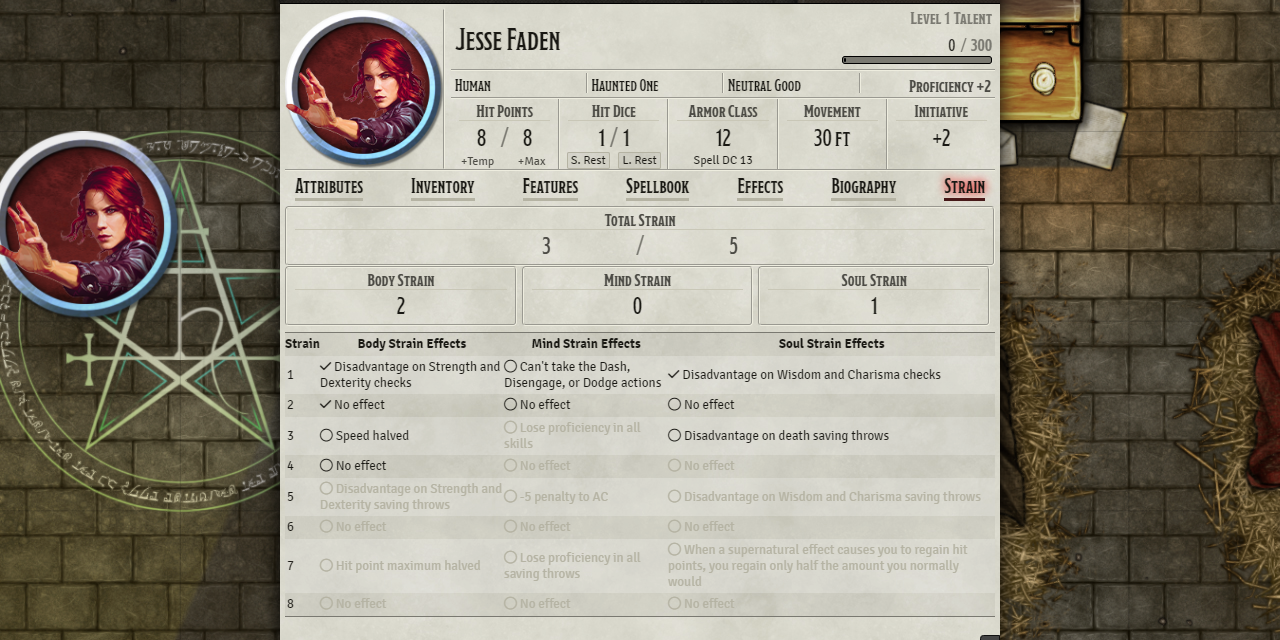 Jesse Faden
Level 1 Talent
0 / 300
Human Haunted One Neutral Good Proficiency +2
Hit Points Hit Dice Armor Class Movement Initiative
8 / 8 1 / 1 12 30 ft +2
+Temp +Max S. Rest L. Rest Spell DC 13
Attributes Inventory Features Spellbook Effects Biography Strain
Total Strain
3 / 5
Body Strain Mind Strain Soul Strain
2 0 1
Strain Body Strain Effects Mind Strain Effects Soul Strain Effects
1 Disadvantage on Strength and Dexterity checks Can't take the Dash, Disengage, or Dodge actions Disadvantage on Wisdom and Charisma checks
2 No effect No effect No effect
3 Speed halved Lose proficiency in all skills Disadvantage on death saving throws
4 No effect No effect No effect
5 Disadvantage on Strength and Dexterity saving throws -5 penalty to AC Disadvantage on Wisdom and Charisma saving throws
6 No effect No effect No effect
7 Hit point maximum halved Lose proficiency in all saving throws When a supernatural effect causes you to regain hit points, you regain only half the amount you normally would
8 No effect No effect No effect